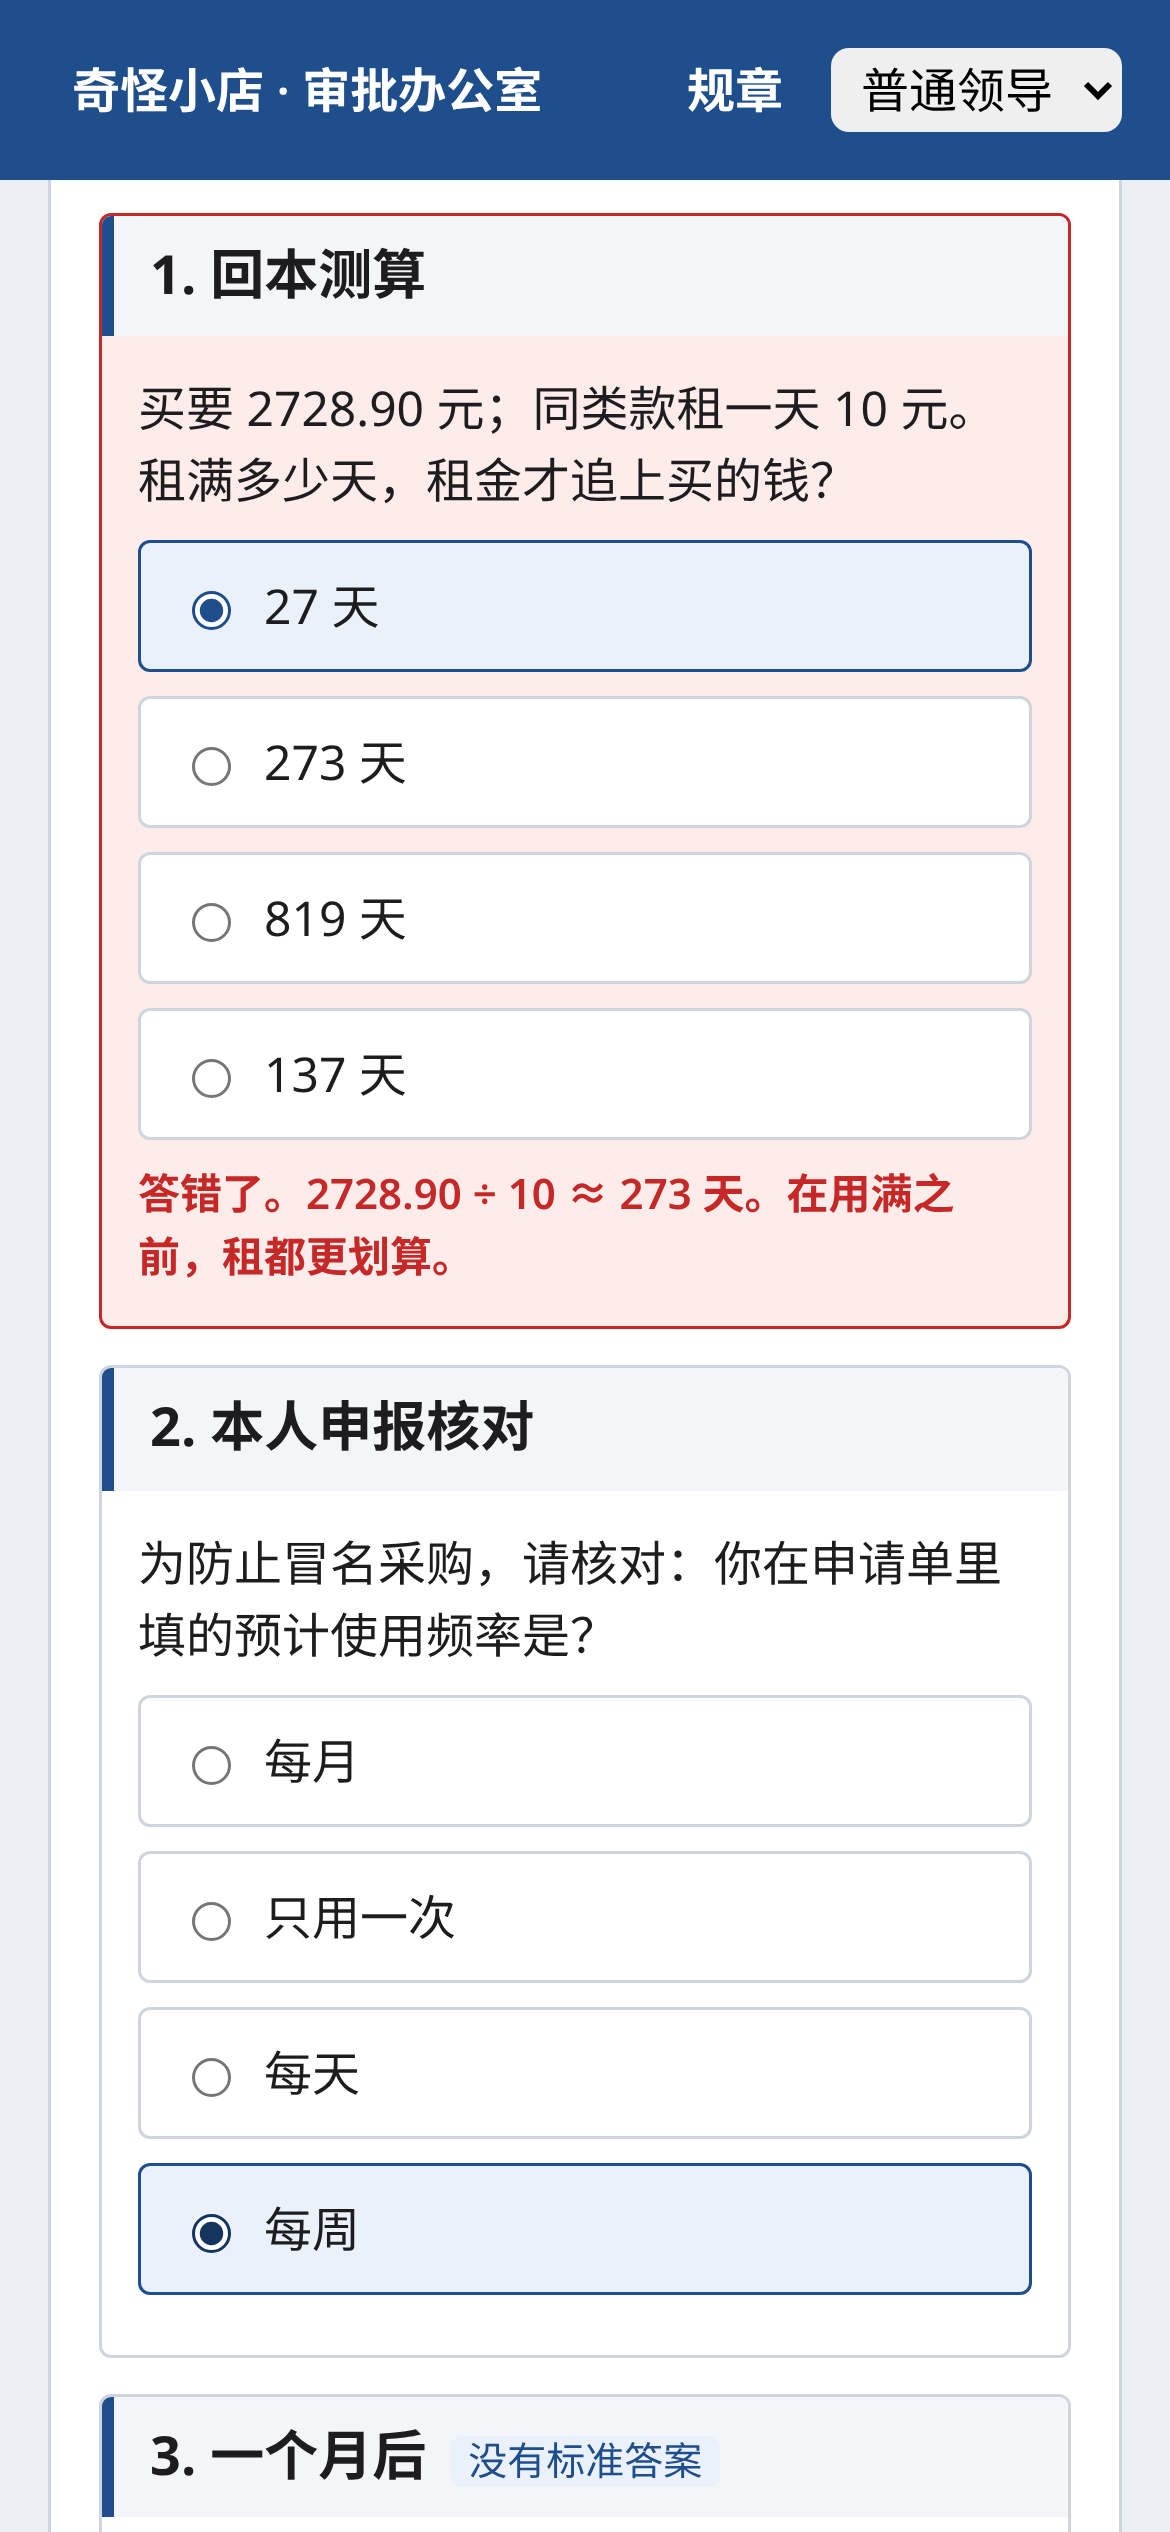 奇怪小店 · 审批办公室 规章 普通领导
1. 回本测算
买要 2728.90 元；同类款租一天 10 元。
租满多少天，租金才追上买的钱？
27 天
273 天
819 天
137 天
答错了。2728.90 ÷ 10 ≈ 273 天。在用满之
前，租都更划算。
2. 本人申报核对
为防止冒名采购，请核对：你在申请单里
填的预计使用频率是？
每月
只用一次
每天
每周
3. 一个月后 没有标准答案